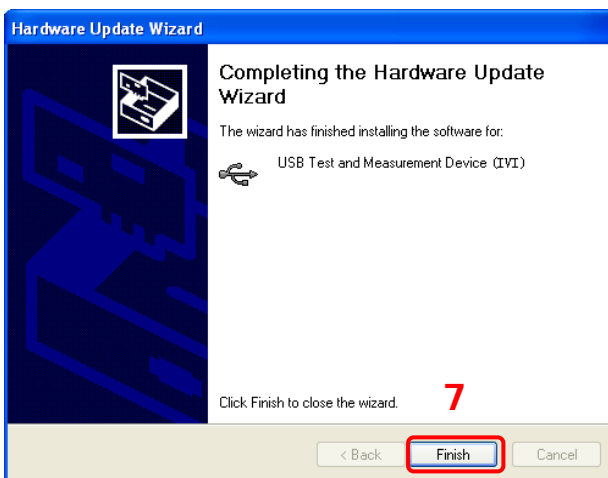 Hardware Update Wizard
Completing the Hardware Update
Wizard
The wizard has finished installing the software for:
USB Test and Measurement Device (IVI)
Click Finish to close the wizard.
7
< Back
Finish
Cancel